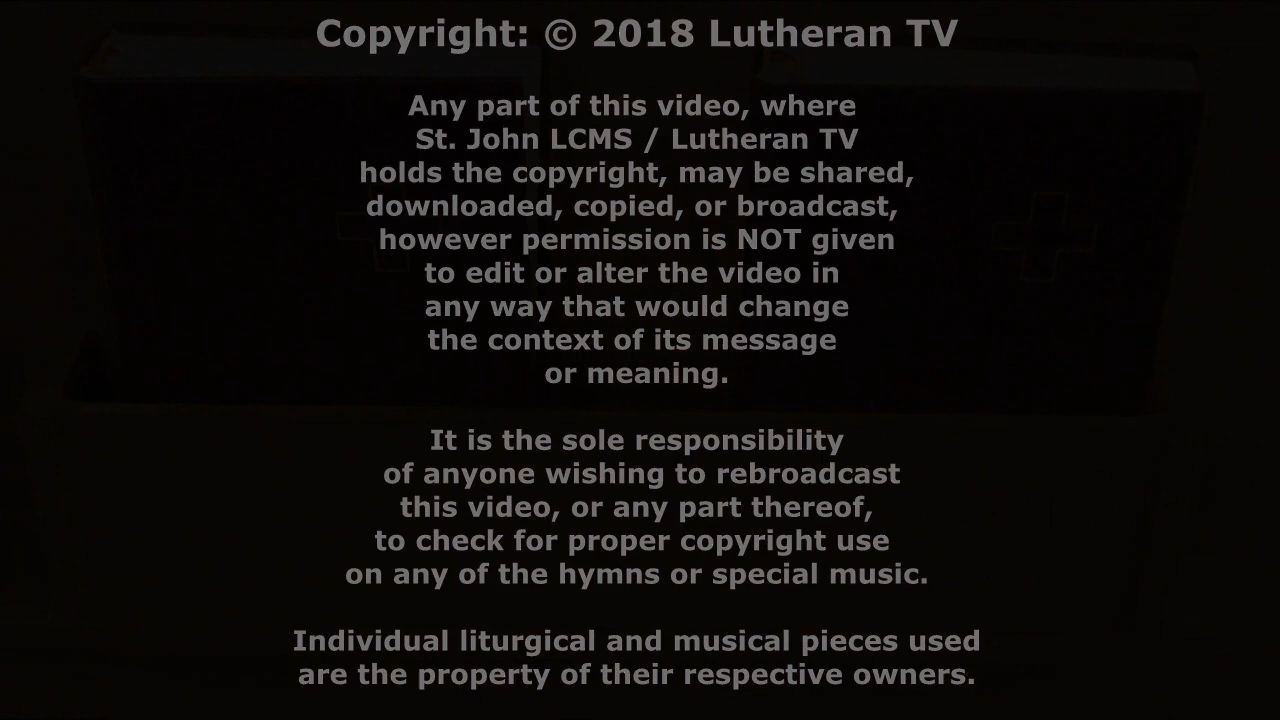 Copyright: © 2018 Lutheran TV
Any part of this video, where
St. John LCMS / Lutheran TV
holds the copyright, may be shared,
downloaded, copied, or broadcast,
however permission is NOT given
to edit or alter the video in
any way that would change
the context of its message
or meaning.
It is the sole responsibility
of anyone wishing to rebroadcast
this video, or any part thereof,
to check for proper copyright use
on any of the hymns or special music.
Individual liturgical and musical pieces used
are the property of their respective owners.